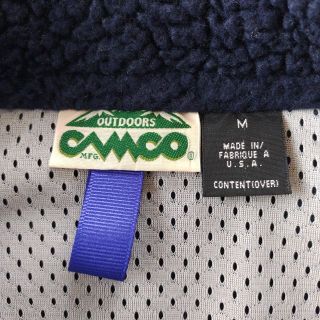 OUTDOORS
CAMCO
MFG. ®
M
MADE IN/
FABRIQUE A
U.S.A.
CONTENT(OVER)